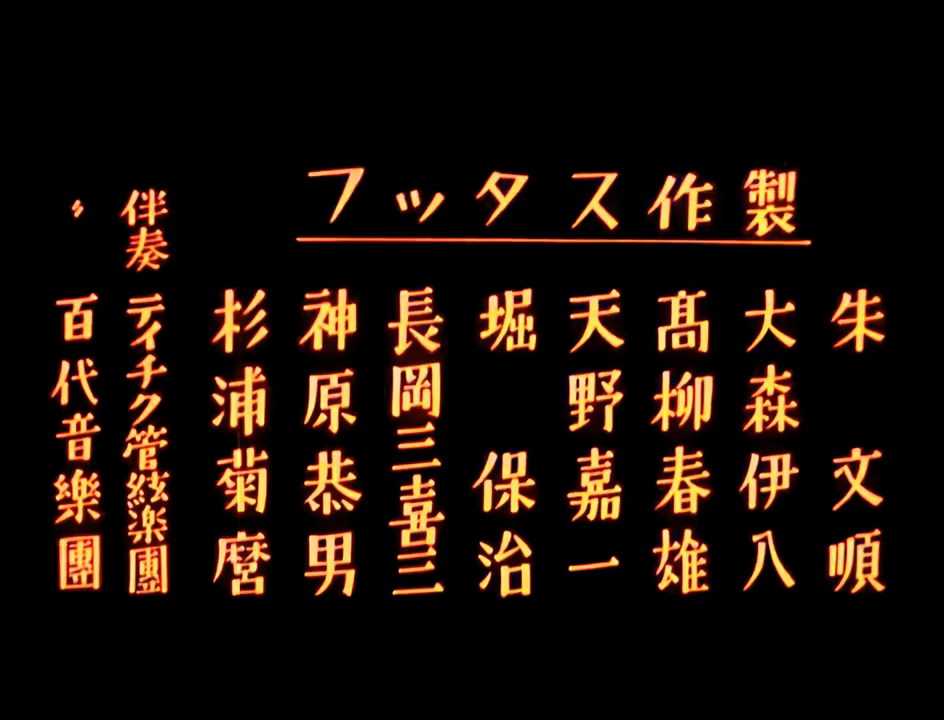 製作スタッフ
朱 文順
大森伊八
髙柳春雄
天野嘉一
堀 保治
長岡三喜三
神原恭男
杉浦菊麿
伴奏 テイチク管絃楽團
〃 百代音樂團